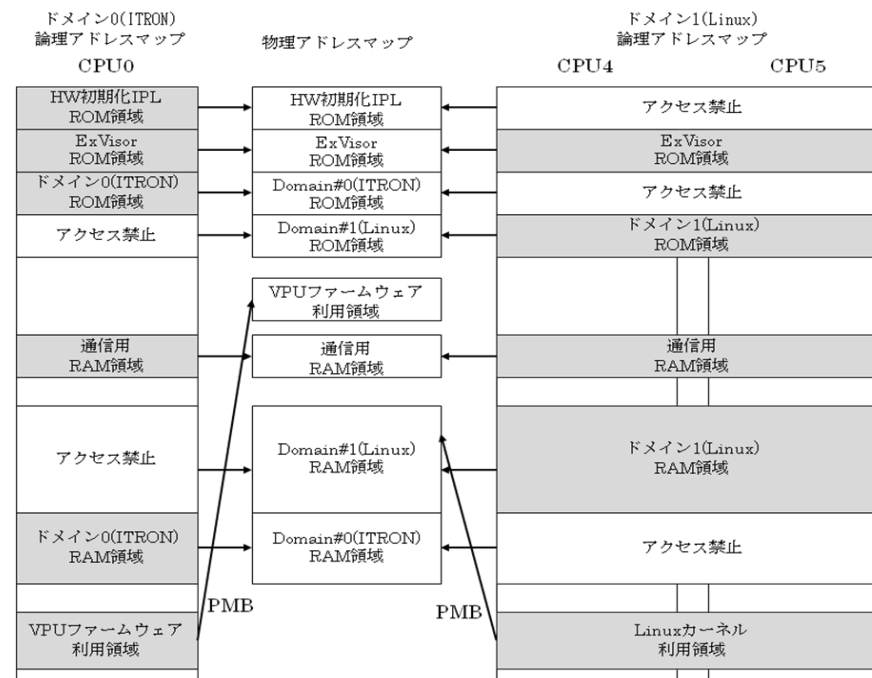 ドメイン0(ITRON)
論理アドレスマップ
CPU0
物理アドレスマップ
ドメイン1(Linux)
論理アドレスマップ
CPU4
CPU5
HW初期化IPL
ROM領域
HW初期化IPL
ROM領域
アクセス禁止
ExVisor
ROM領域
ExVisor
ROM領域
ExVisor
ROM領域
ドメイン0(ITRON)
ROM領域
Domain#0(ITRON)
ROM領域
アクセス禁止
アクセス禁止
Domain#1(Linux)
ROM領域
ドメイン1(Linux)
ROM領域
VPUファームウェア
利用領域
通信用
RAM領域
通信用
RAM領域
通信用
RAM領域
アクセス禁止
Domain#1(Linux)
RAM領域
ドメイン1(Linux)
RAM領域
ドメイン0(ITRON)
RAM領域
Domain#0(ITRON)
RAM領域
アクセス禁止
PMB
PMB
VPUファームウェア
利用領域
Linuxカーネル
利用領域